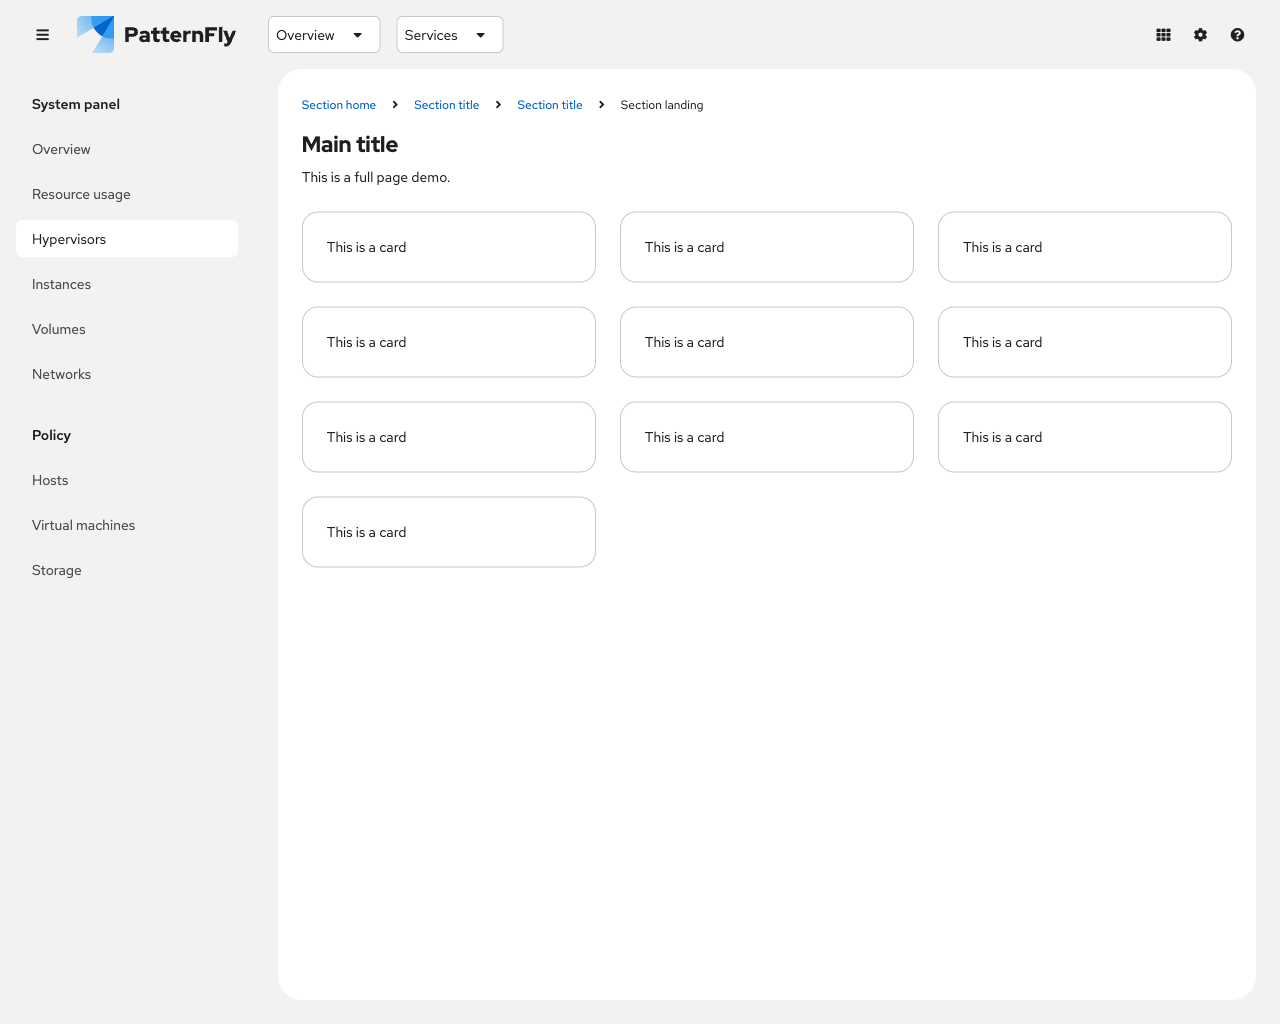 PatternFly
Overview
Services
System panel
Overview
Resource usage
Hypervisors
Instances
Volumes
Networks
Policy
Hosts
Virtual machines
Storage
Section home > Section title > Section title > Section landing
Main title
This is a full page demo.
This is a card
This is a card
This is a card
This is a card
This is a card
This is a card
This is a card
This is a card
This is a card
This is a card